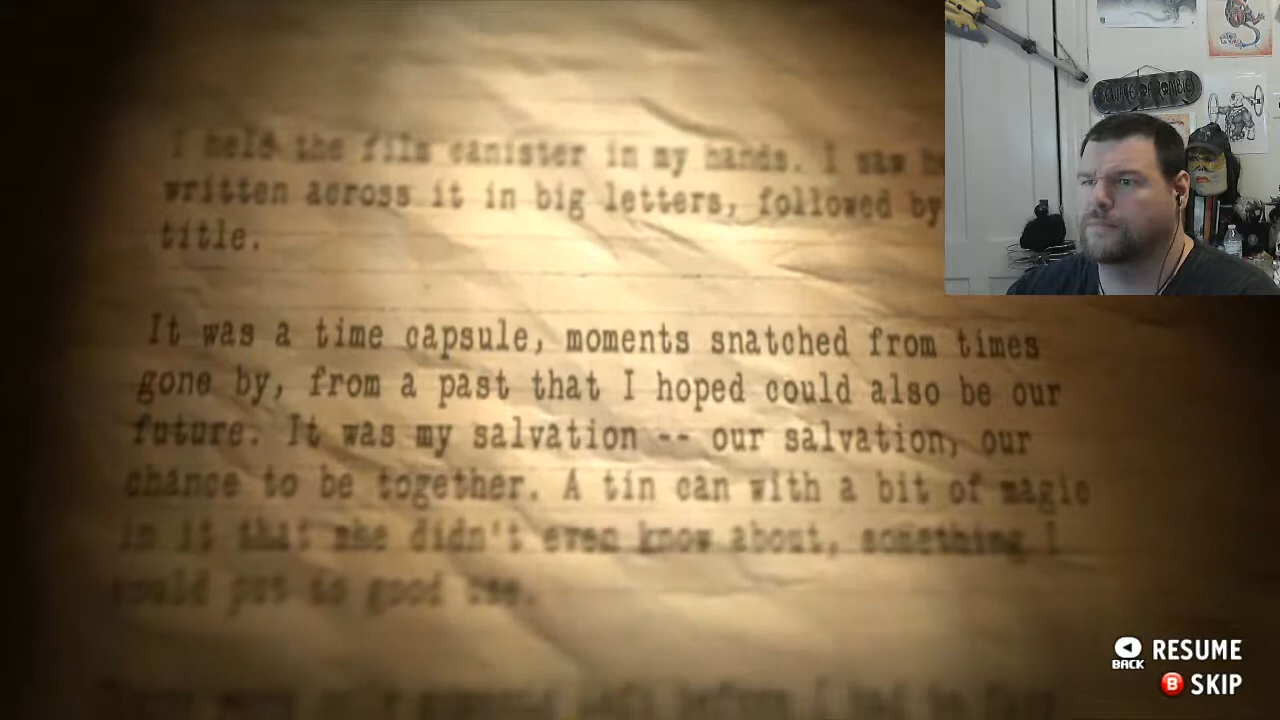 I held the film canister in my hands. I saw
written across it in big letters, followed by
title.
It was a time capsule, moments snatched from times
gone by, from a past that I hoped could also be our
future. It was my salvation -- our salvation, our
chance to be together. A tin can with a bit of magic
in it that she didn't even know about, something I
could put to good use.
BEWARE OF ZOMBIES
BACK RESUME
B SKIP